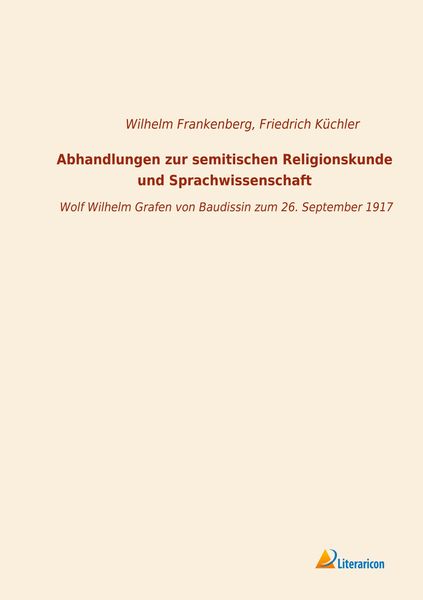 Wilhelm Frankenberg, Friedrich Küchler
Abhandlungen zur semitischen Religionskunde
und Sprachwissenschaft
Wolf Wilhelm Grafen von Baudissin zum 26. September 1917
Literaricon